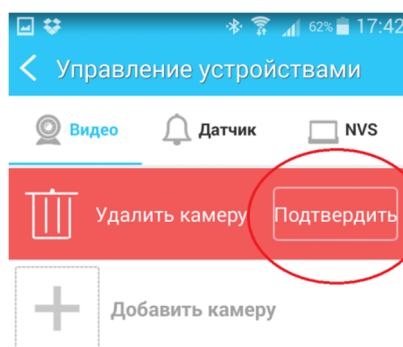 62% 17:42
Управление устройствами
Видео Датчик NVS
Удалить камеру Подтвердить
Добавить камеру